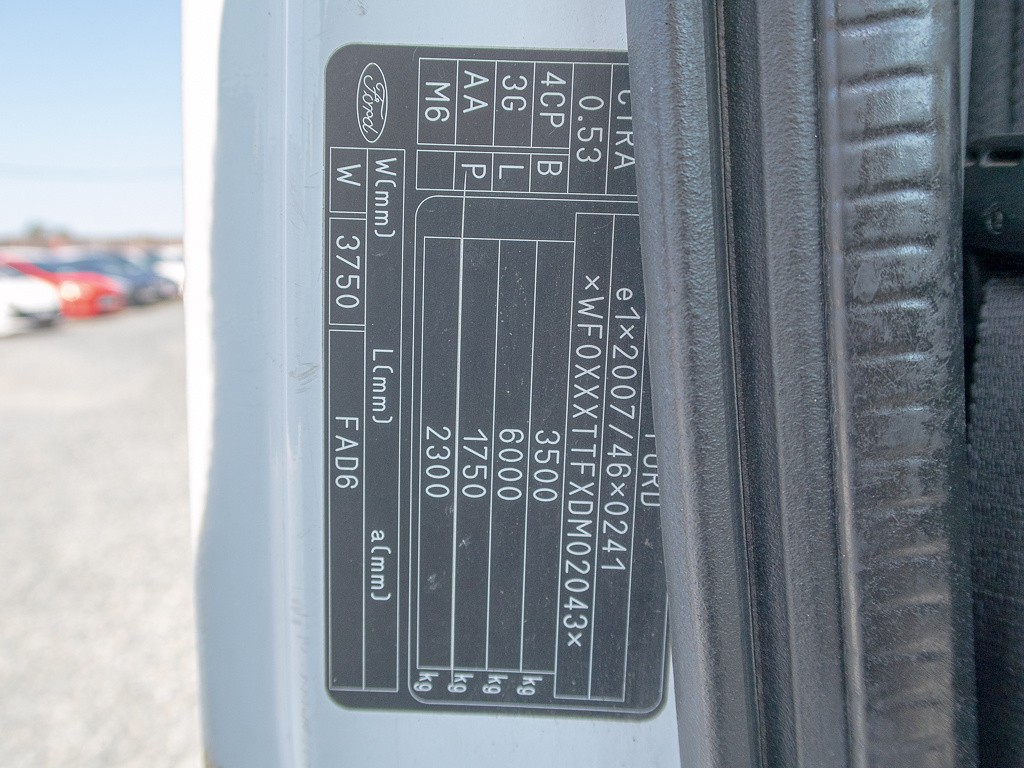 FORD
e1×2007/46×0241
×WF0XXXTTFXDM02043×
3500 kg
6000 kg
1750 kg
2300 kg
CTRA
0.53
4CP B
3G L
AA P
M6
W(mm) L(mm) a(mm)
W 3750 FAD6
Ford